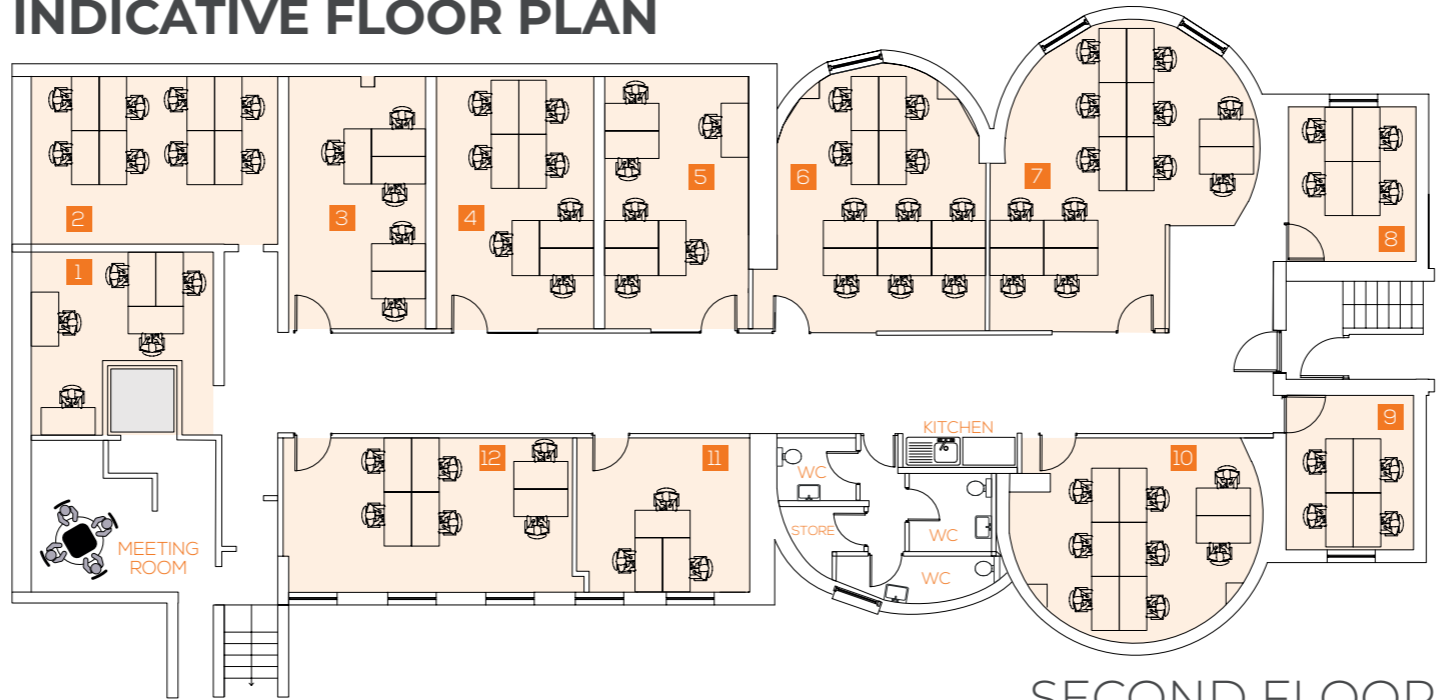 INDICATIVE FLOOR PLAN
2
3
4
5
6
7
8
1
9
KITCHEN
12
11
10
WC
STORE
WC
MEETING
ROOM
WC
SECOND FLOOR